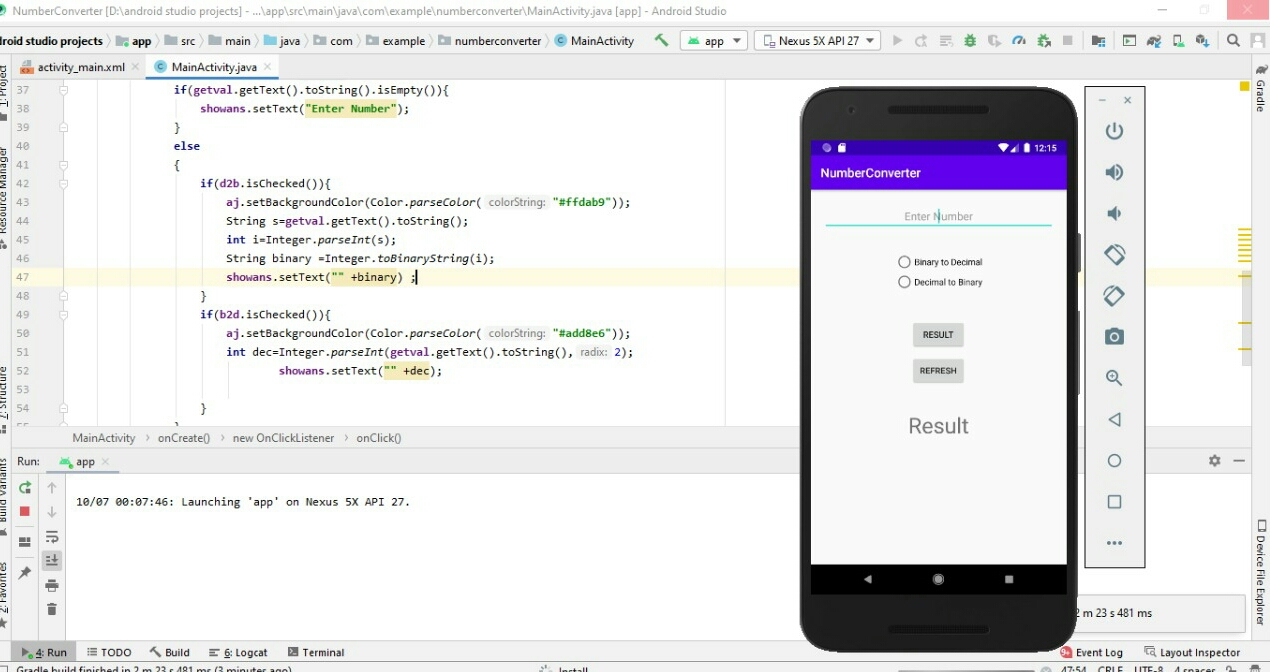 NumberConverter [D:\android studio projects] - ...\app\src\main\java\com\example\numberconverter\MainActivity.java [app] - Android Studio
droid studio projects app src main java com example numberconverter MainActivity app Nexus 5X API 27
activity_main.xml MainActivity.java
37 if(getval.getText().toString().isEmpty()){
38 showans.setText("Enter Number");
39 }
40 else
41 {
42 if(d2b.isChecked()){
43 aj.setBackgroundColor(Color.parseColor( colorString: "#ffdab9"));
44 String s=getval.getText().toString();
45 int i=Integer.parseInt(s);
46 String binary =Integer.toBinaryString(i);
47 showans.setText("" +binary) ;
48 }
49 if(b2d.isChecked()){
50 aj.setBackgroundColor(Color.parseColor( colorString: "#add8e6"));
51 int dec=Integer.parseInt(getval.getText().toString(), radix: 2);
52 showans.setText("" +dec);
53
54 }
55 }
MainActivity onCreate() new OnClickListener onClick()
Run: app
10/07 00:07:46: Launching 'app' on Nexus 5X API 27.
12:15
NumberConverter
Enter Number
Binary to Decimal
Decimal to Binary
RESULT
REFRESH
Result
1: Project
Resource Manager
7: Structure
Build Variants
2: Favorites
Gradle
Device File Explorer
2 m 23 s 481 ms
4: Run TODO Build 6: Logcat Terminal Event Log Layout Inspector
Gradle build finished in 2 m 23 s 481 ms (3 minutes ago) Install 47:54 CRLF UTF-8 4 spaces